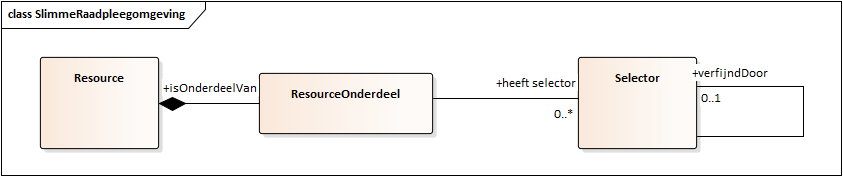 class SlimmeRaadpleegomgeving
Resource
+isOnderdeelVan
ResourceOnderdeel
+heeft selector
0..*
Selector
+verfijndDoor
0..1